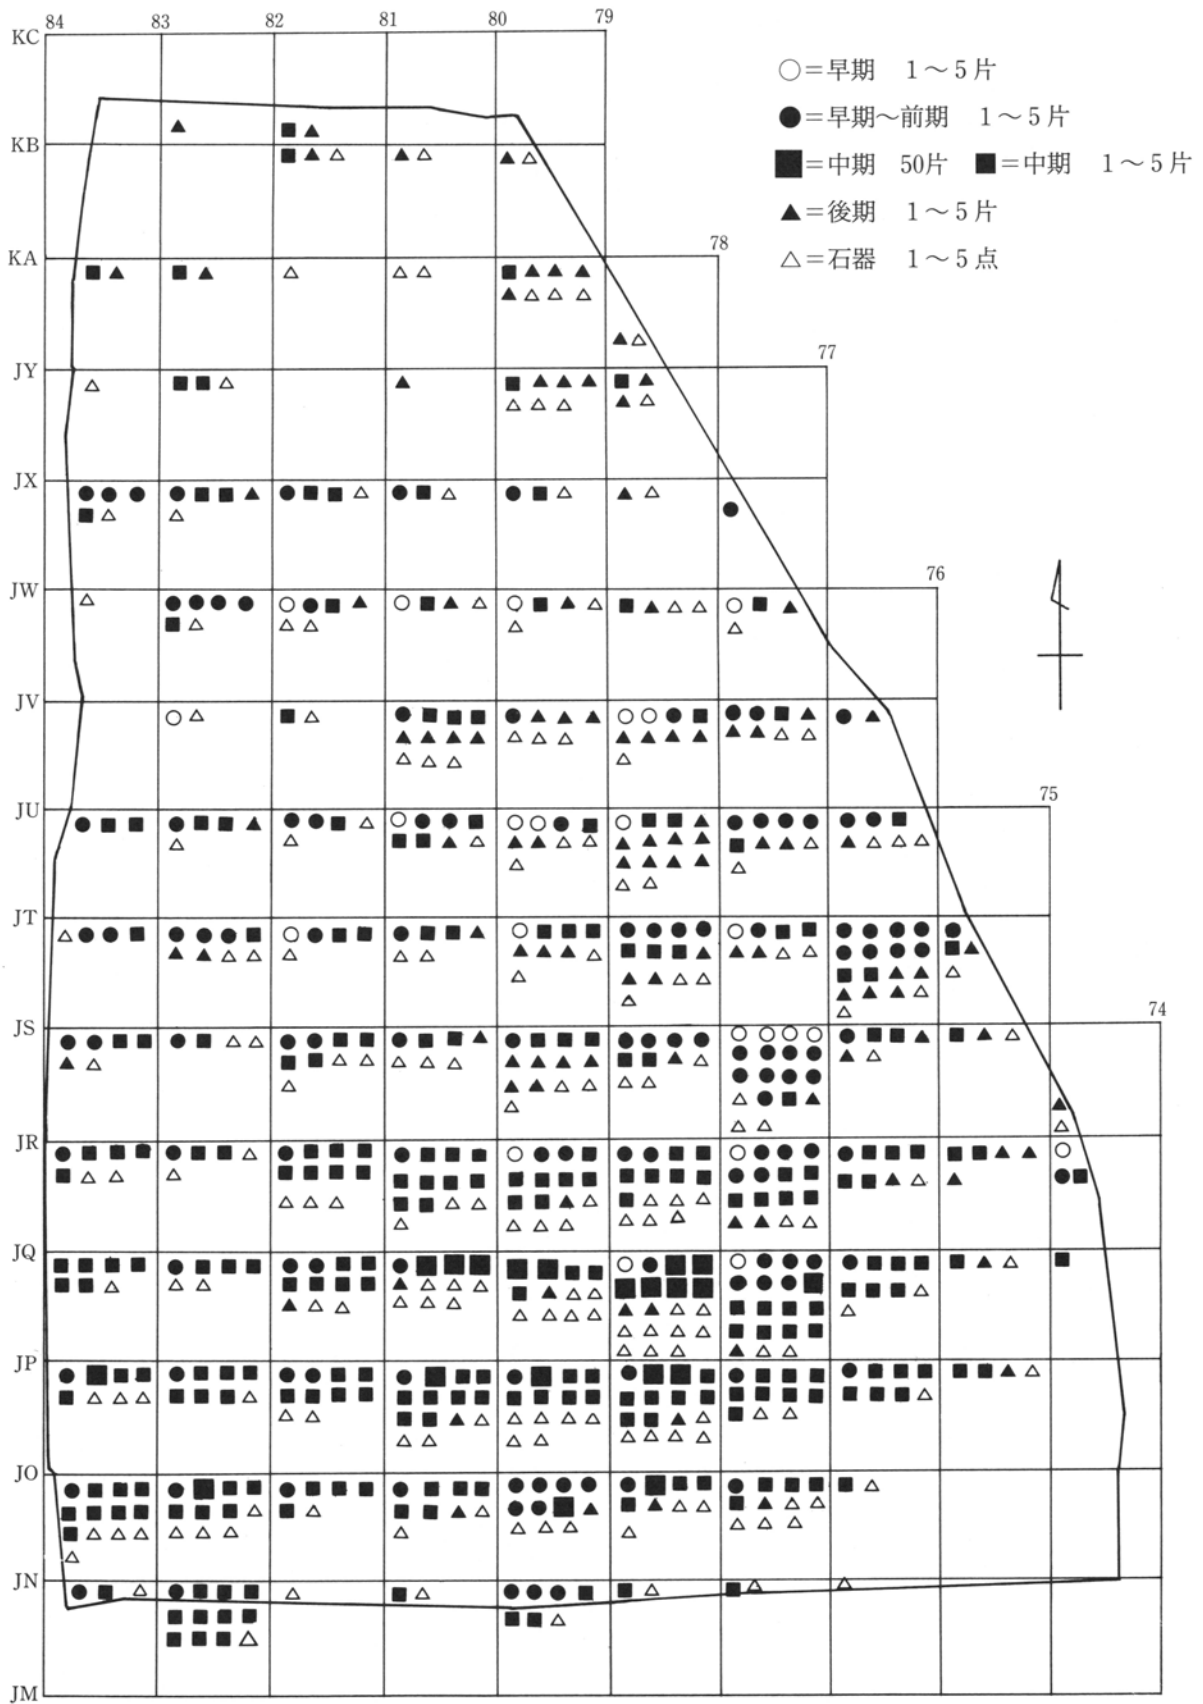 84 83 82 81 80 79
KC
○=早期 1～5片
●=早期～前期 1～5片
KB
■=中期 50片 ■=中期 1～5片
▲=後期 1～5片
KA
78
△=石器 1～5点
JY
77
JX
JW
76
JV
JU
75
JT
JS
74
JR
JQ
JP
JO
JN
JM